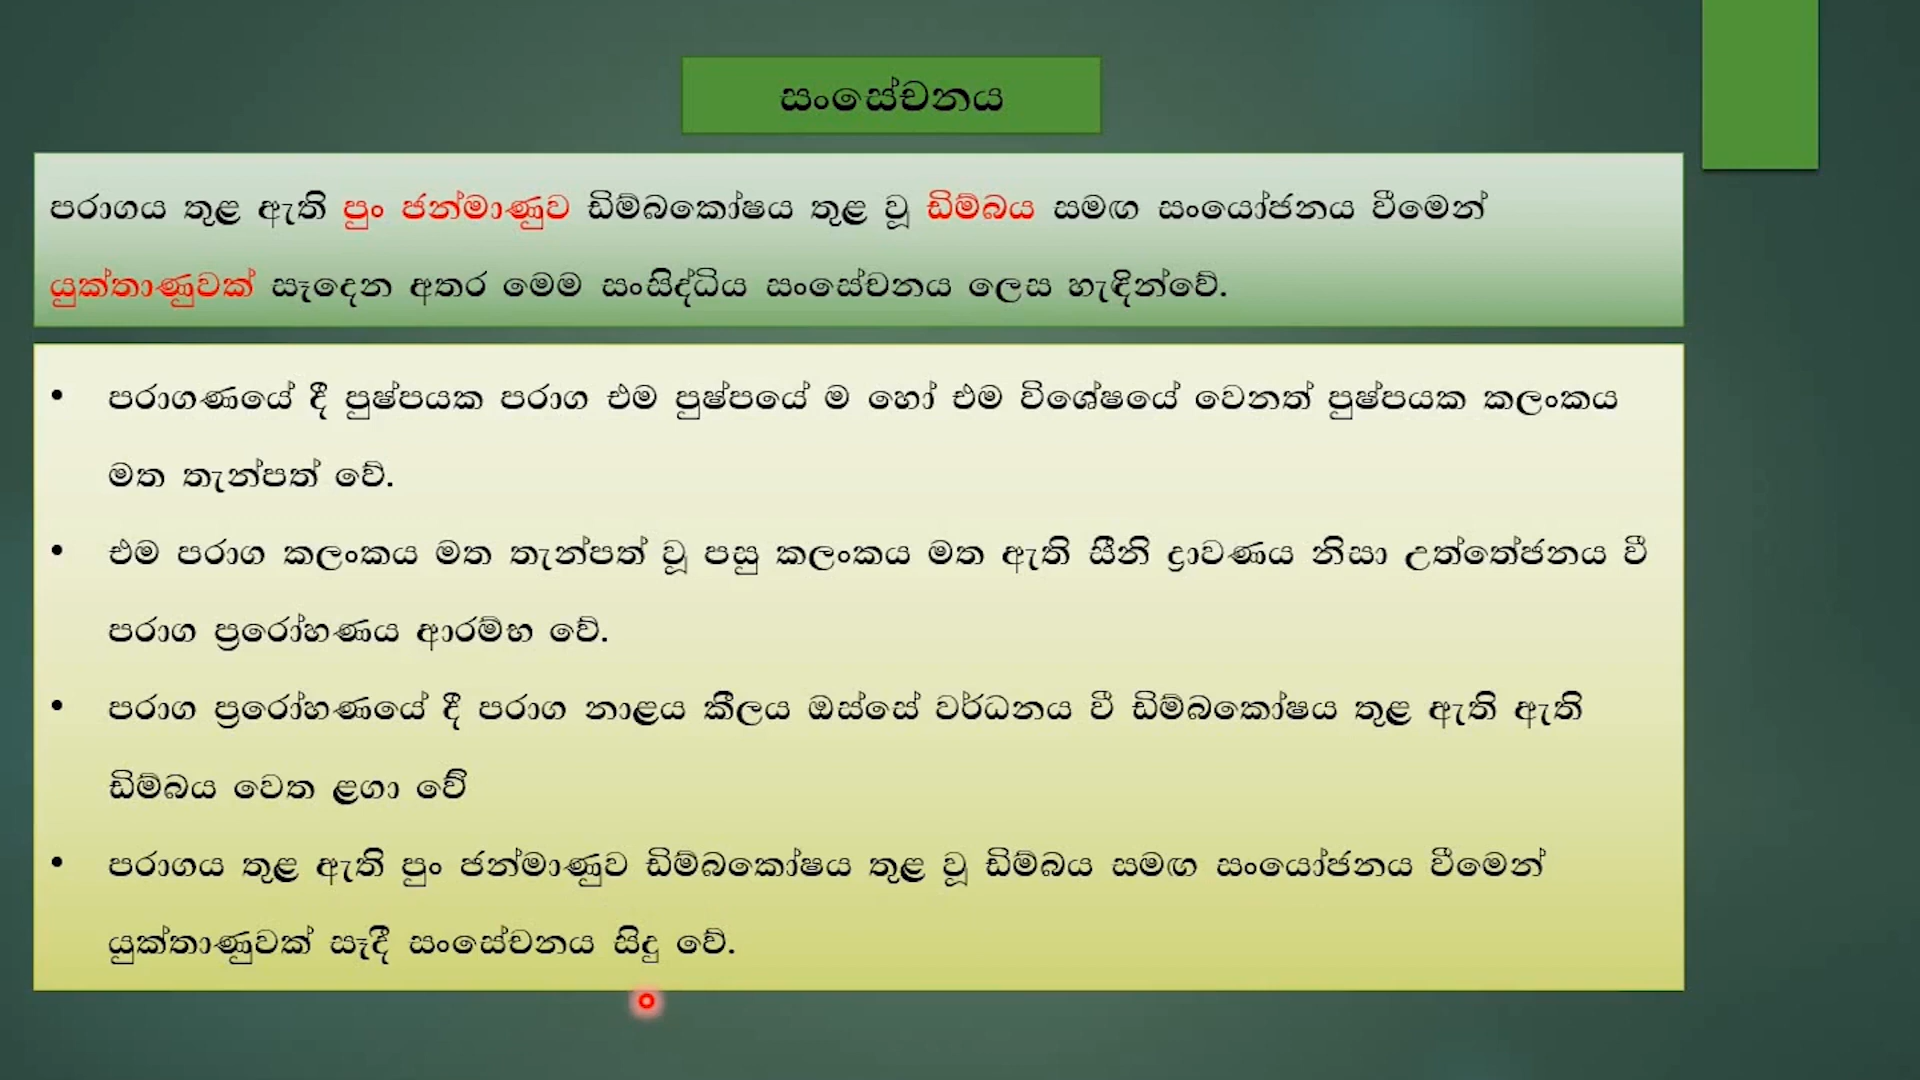 සංසේචනය
පරාගය තුළ ඇති පුං ජන්මාණුව ඩිම්බකෝෂය තුළ වූ ඩිම්බය සමඟ සංයෝජනය වීමෙන්
යුක්තාණුවක් සෑදෙන අතර මෙම සංසිද්ධිය සංසේචනය ලෙස හැඳින්වේ.
• පරාගණයේ දී පුෂ්පයක පරාග එම පුෂ්පයේ ම හෝ එම විශේෂයේ වෙනත් පුෂ්පයක කලංකය
මත තැන්පත් වේ.
• එම පරාග කලංකය මත තැන්පත් වූ පසු කලංකය මත ඇති සීනි ද්‍රාවණය නිසා උත්තේජනය වී
පරාග ප්‍රරෝහණය ආරම්භ වේ.
• පරාග ප්‍රරෝහණයේ දී පරාග නාළය කීලය ඔස්සේ වර්ධනය වී ඩිම්බකෝෂය තුළ ඇති ඇති
ඩිම්බය වෙත ළගා වේ
• පරාගය තුළ ඇති පුං ජන්මාණුව ඩිම්බකෝෂය තුළ වූ ඩිම්බය සමඟ සංයෝජනය වීමෙන්
යුක්තාණුවක් සෑදී සංසේචනය සිදු වේ.